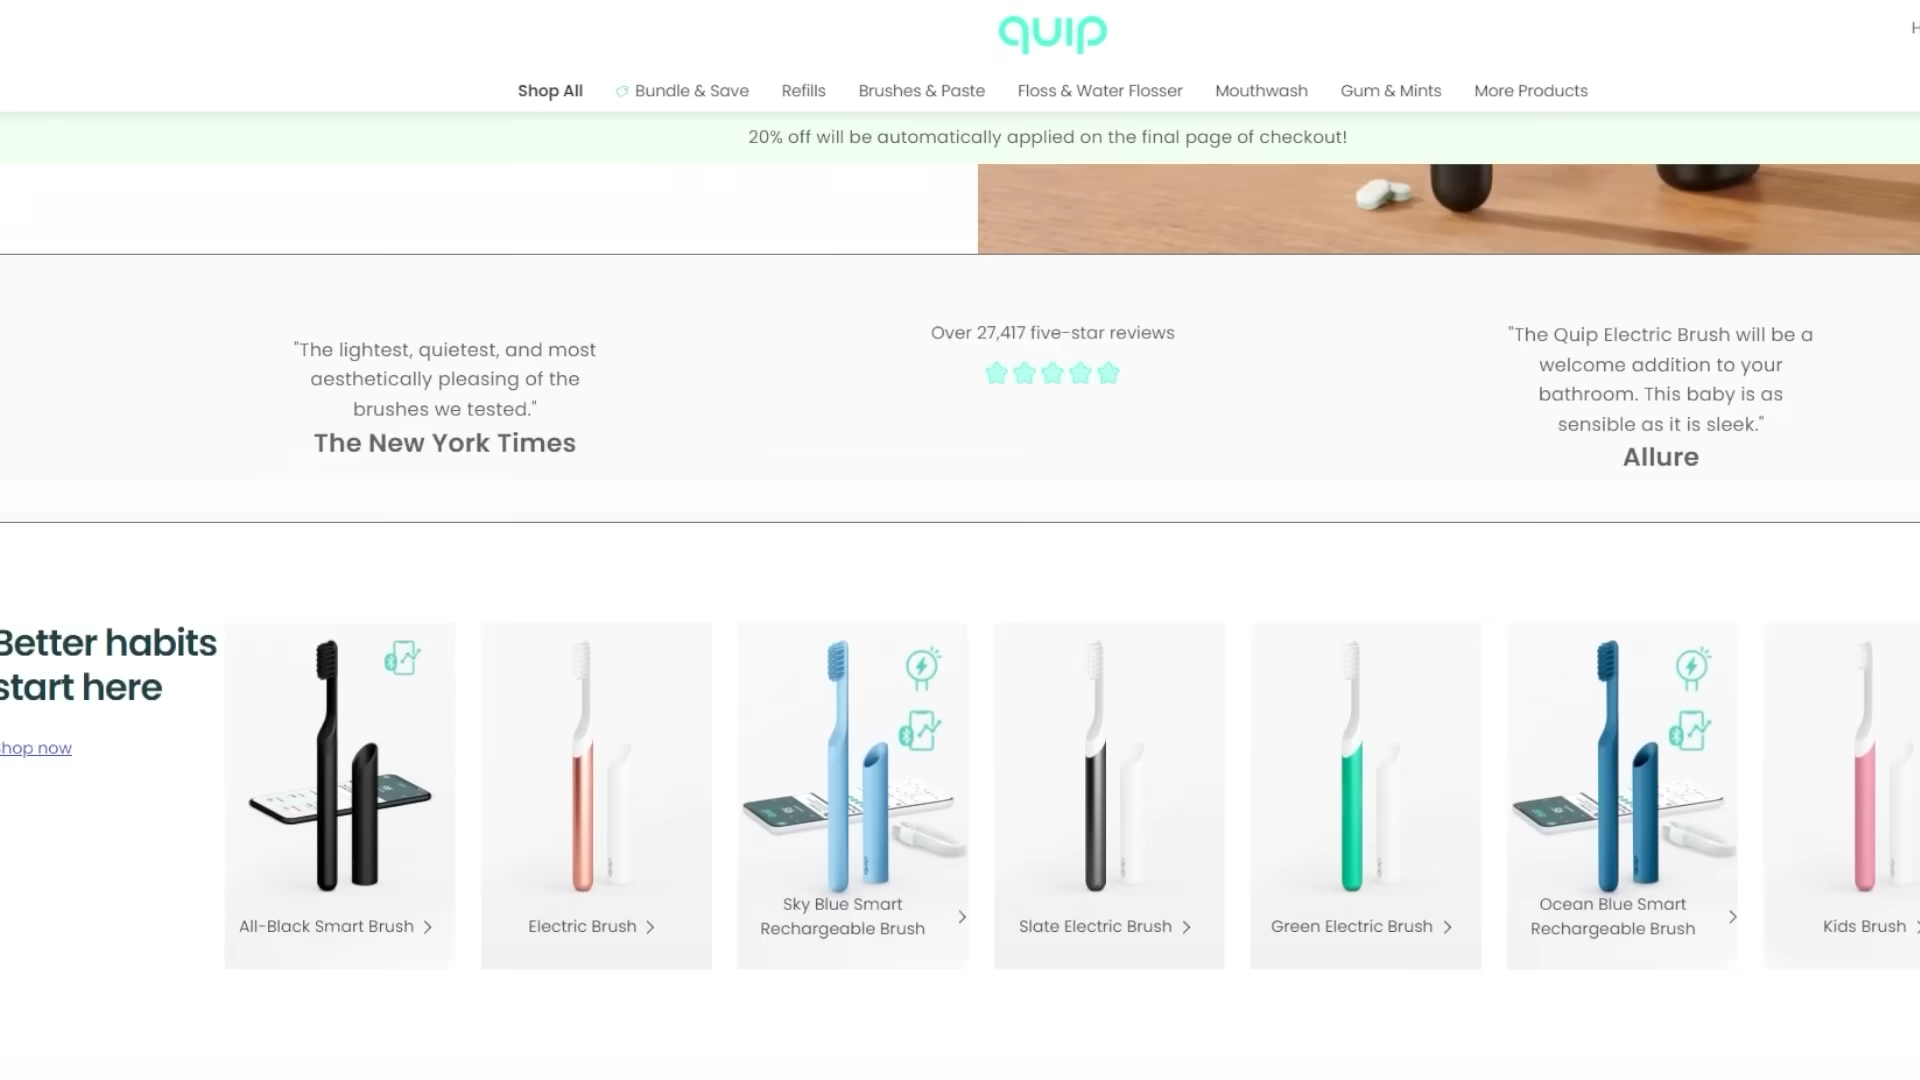 quip
Shop All Bundle & Save Refills Brushes & Paste Floss & Water Flosser Mouthwash Gum & Mints More Products
20% off will be automatically applied on the final page of checkout!
"The lightest, quietest, and most
aesthetically pleasing of the
brushes we tested."
The New York Times
Over 27,417 five-star reviews
"The Quip Electric Brush will be a
welcome addition to your
bathroom. This baby is as
sensible as it is sleek."
Allure
Better habits
start here
Shop now
All-Black Smart Brush
Electric Brush
Sky Blue Smart
Rechargeable Brush
Slate Electric Brush
Green Electric Brush
Ocean Blue Smart
Rechargeable Brush
Kids Brush